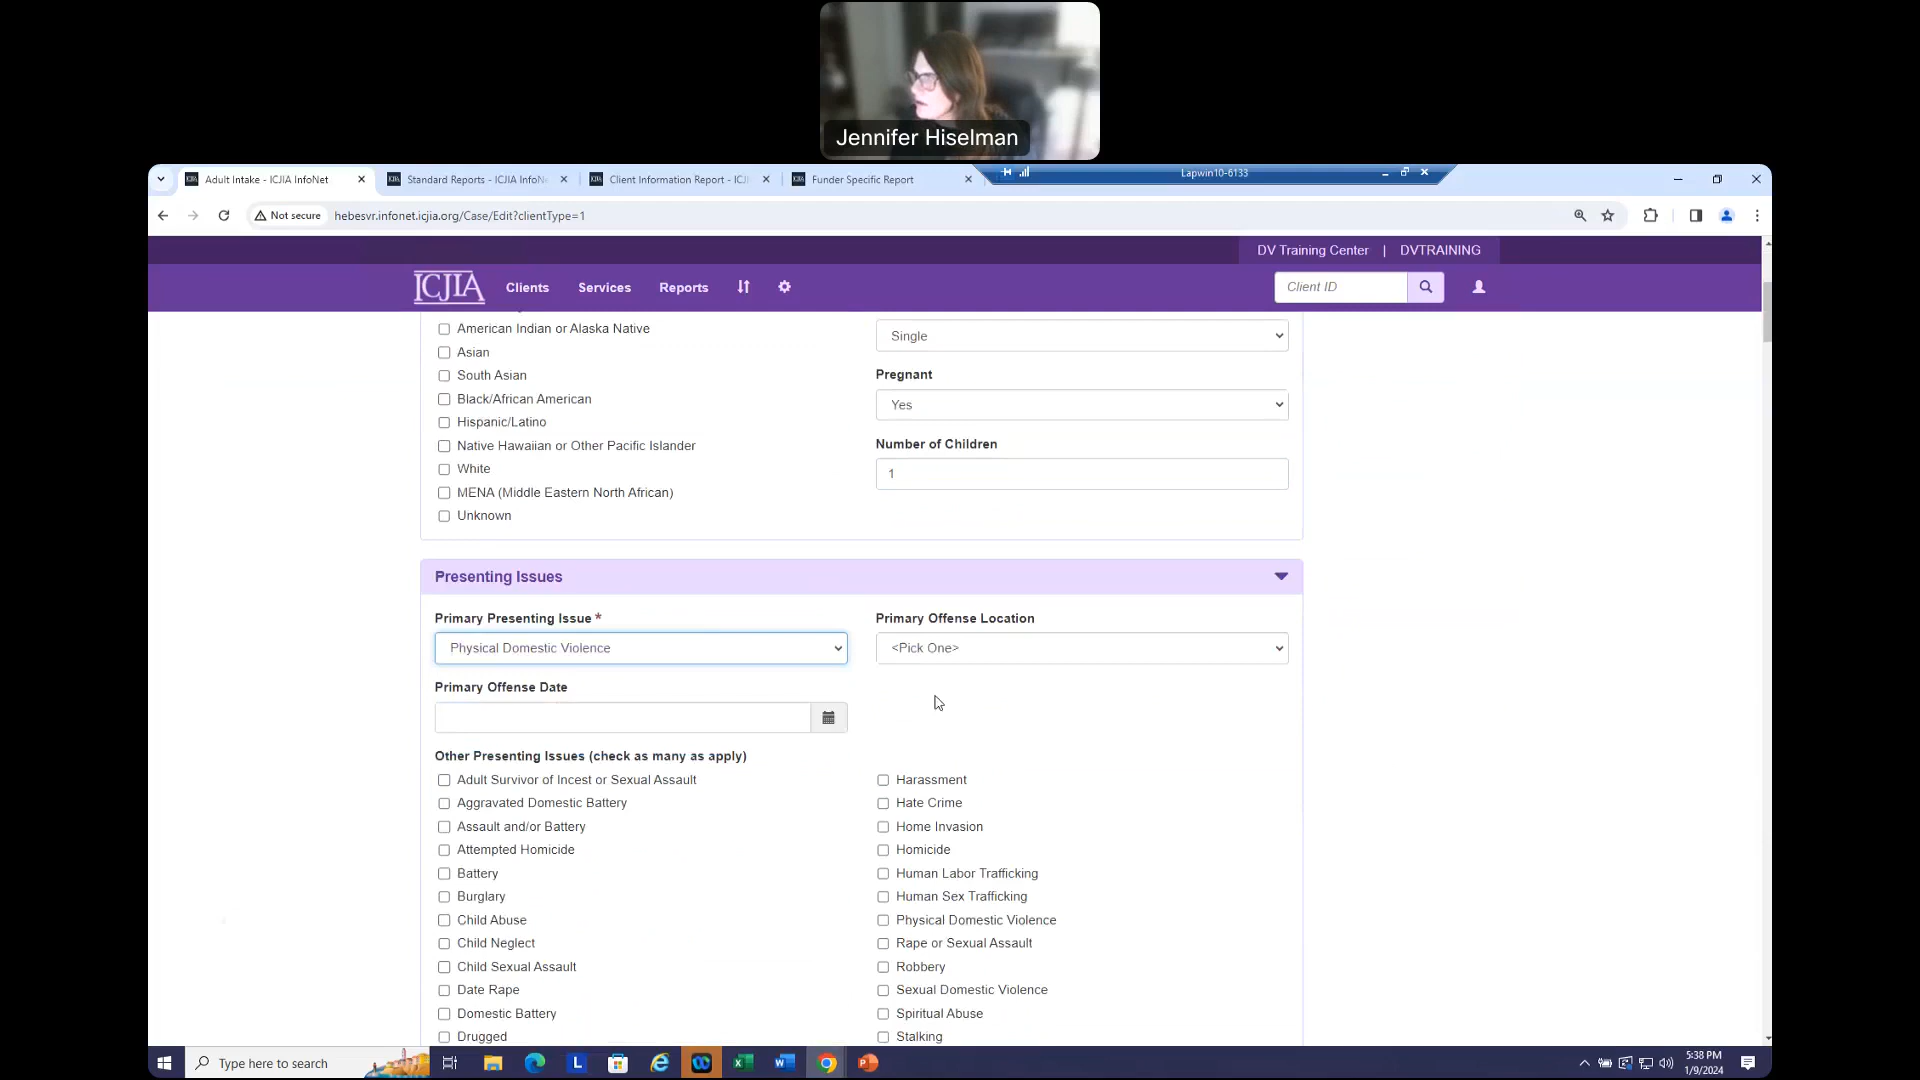 Jennifer Hiselman
Adult Intake - ICJIA InfoNet
Standard Reports - ICJIA InfoN
Client Information Report - ICJ
Funder Specific Report
Lapwin10-6133
Not secure
hebesvr.infonet.icjia.org/Case/Edit?clientType=1
DV Training Center | DVTRAINING
ICJIA
Clients
Services
Reports
Client ID
American Indian or Alaska Native
Asian
South Asian
Black/African American
Hispanic/Latino
Native Hawaiian or Other Pacific Islander
White
MENA (Middle Eastern North African)
Unknown
Single
Pregnant
Yes
Number of Children
1
Presenting Issues
Primary Presenting Issue *
Physical Domestic Violence
Primary Offense Location
<Pick One>
Primary Offense Date
Other Presenting Issues (check as many as apply)
Adult Survivor of Incest or Sexual Assault
Aggravated Domestic Battery
Assault and/or Battery
Attempted Homicide
Battery
Burglary
Child Abuse
Child Neglect
Child Sexual Assault
Date Rape
Domestic Battery
Drugged
Harassment
Hate Crime
Home Invasion
Homicide
Human Labor Trafficking
Human Sex Trafficking
Physical Domestic Violence
Rape or Sexual Assault
Robbery
Sexual Domestic Violence
Spiritual Abuse
Stalking
Type here to search
5:38 PM
1/9/2024